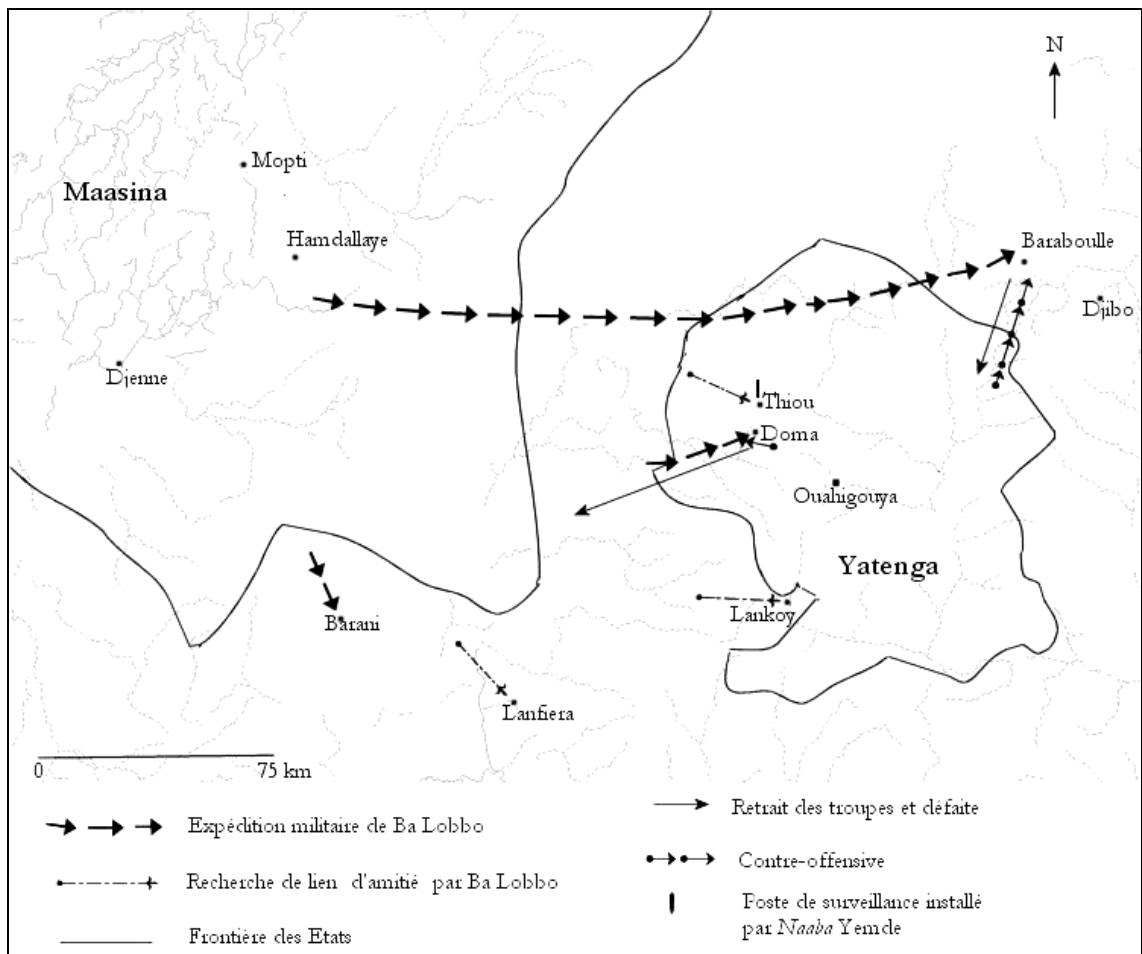 N
Mopti
Maasina
Hamdallaye
Baraboulle
Djibo
Djenne
Thiou
Doma
Ouahigouya
Yatenga
Barani
Lankoy
Lanfiera
0 75 km
Expédition militaire de Ba Lobbo
Recherche de lien d'amitié par Ba Lobbo
Frontière des Etats
Retrait des troupes et défaite
Contre-offensive
Poste de surveillance installé
par Naaba Yemde